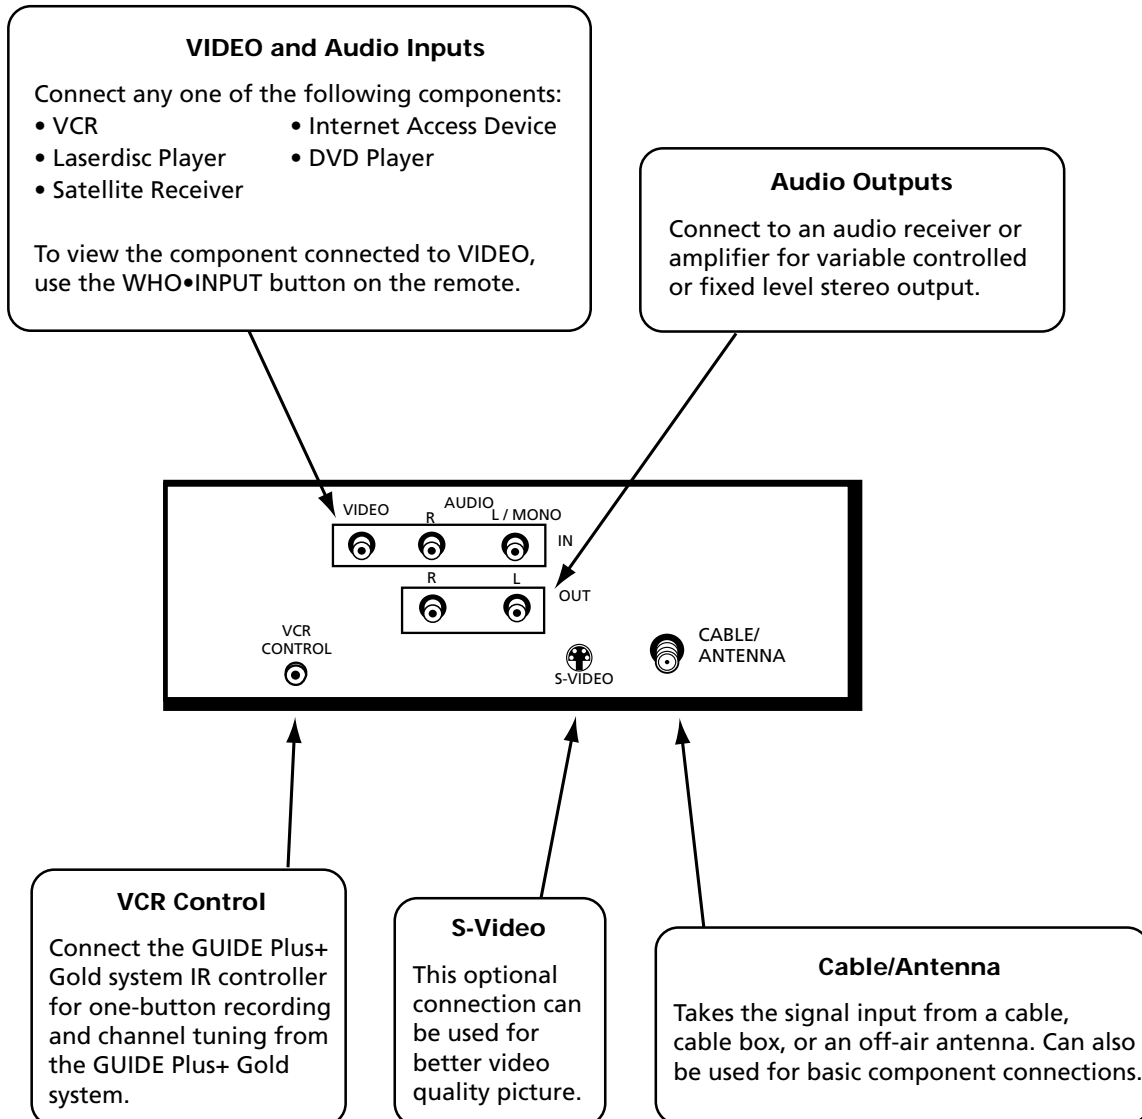 VIDEO and Audio Inputs
Connect any one of the following components:
• VCR • Internet Access Device
• Laserdisc Player • DVD Player
• Satellite Receiver
To view the component connected to VIDEO,
use the WHO•INPUT button on the remote.
Audio Outputs
Connect to an audio receiver or
amplifier for variable controlled
or fixed level stereo output.
VIDEO AUDIO
R L / MONO
IN
R L
OUT
VCR
CONTROL
S-VIDEO
CABLE/
ANTENNA
VCR Control
Connect the GUIDE Plus+
Gold system IR controller
for one-button recording
and channel tuning from
the GUIDE Plus+ Gold
system.
S-Video
This optional
connection can
be used for
better video
quality picture.
Cable/Antenna
Takes the signal input from a cable,
cable box, or an off-air antenna. Can also
be used for basic component connections.